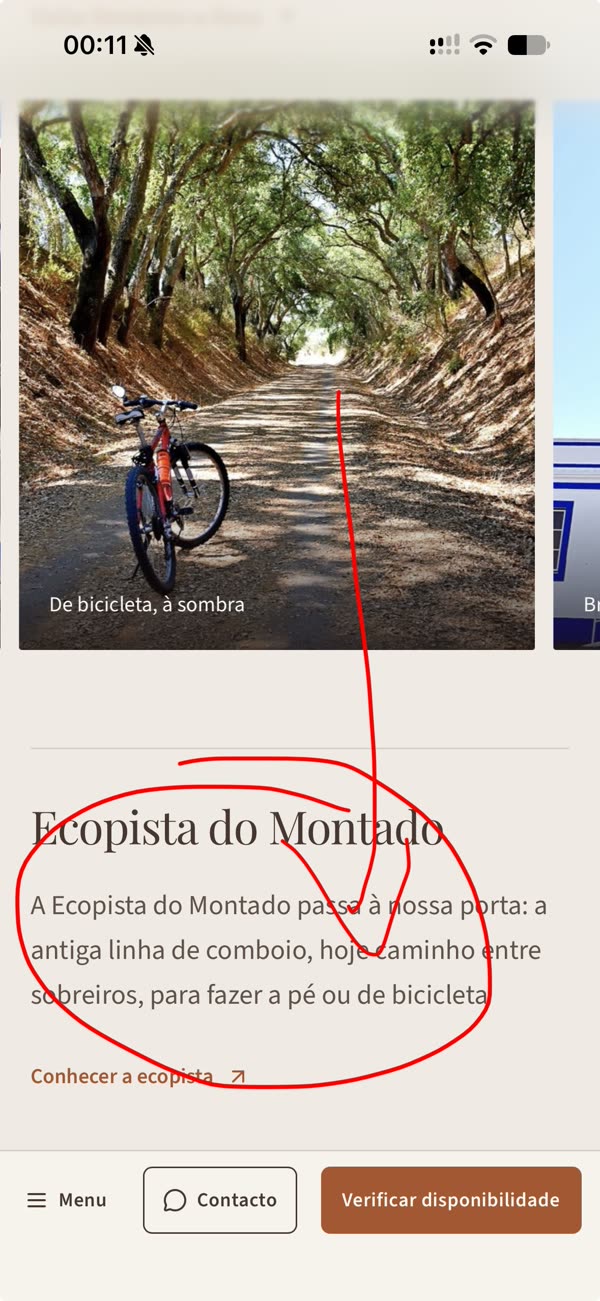 00:11
De bicicleta, à sombra
Ecopista do Montado
A Ecopista do Montado passa à nossa porta: a
antiga linha de comboio, hoje caminho entre
sobreiros, para fazer a pé ou de bicicleta
Conhecer a ecopista
Menu
Contacto
Verificar disponibilidade